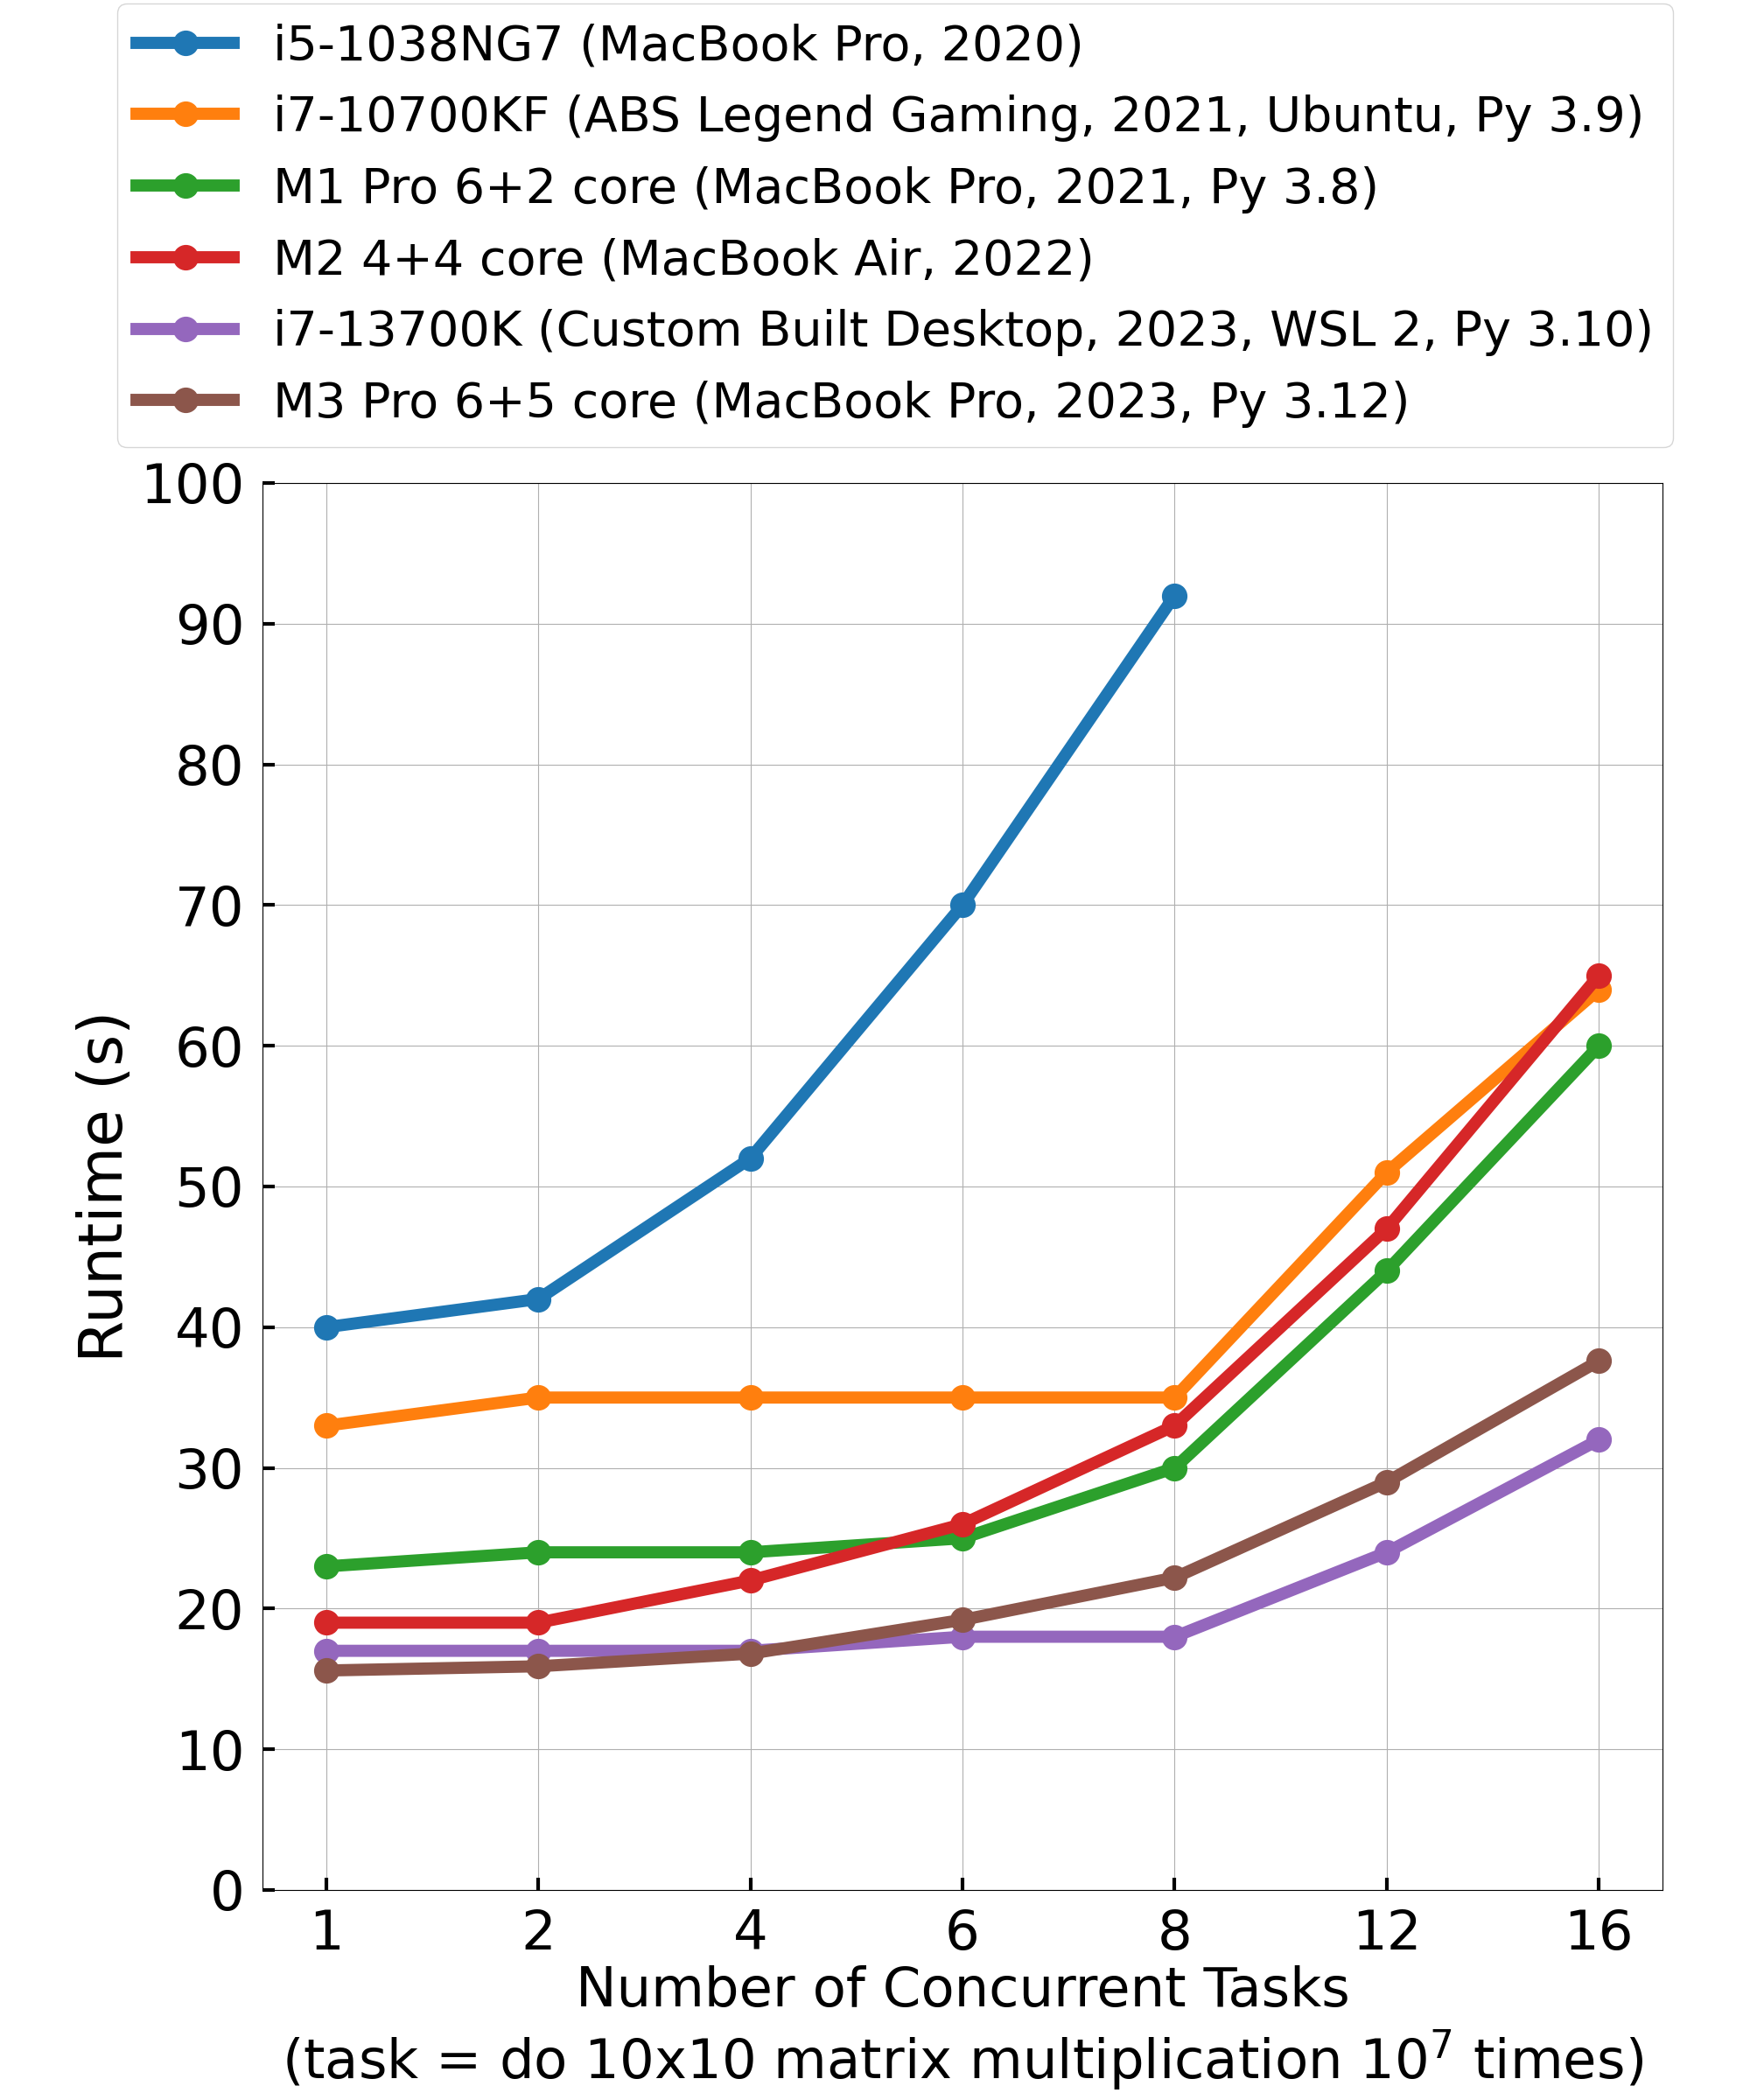 i5-1038NG7 (MacBook Pro, 2020)
i7-10700KF (ABS Legend Gaming, 2021, Ubuntu, Py 3.9)
M1 Pro 6+2 core (MacBook Pro, 2021, Py 3.8)
M2 4+4 core (MacBook Air, 2022)
i7-13700K (Custom Built Desktop, 2023, WSL 2, Py 3.10)
M3 Pro 6+5 core (MacBook Pro, 2023, Py 3.12)
100
90
80
70
60
50
40
30
20
10
0
Runtime (s)
1 2 4 6 8 12 16
Number of Concurrent Tasks
(task = do 10x10 matrix multiplication 10⁷ times)